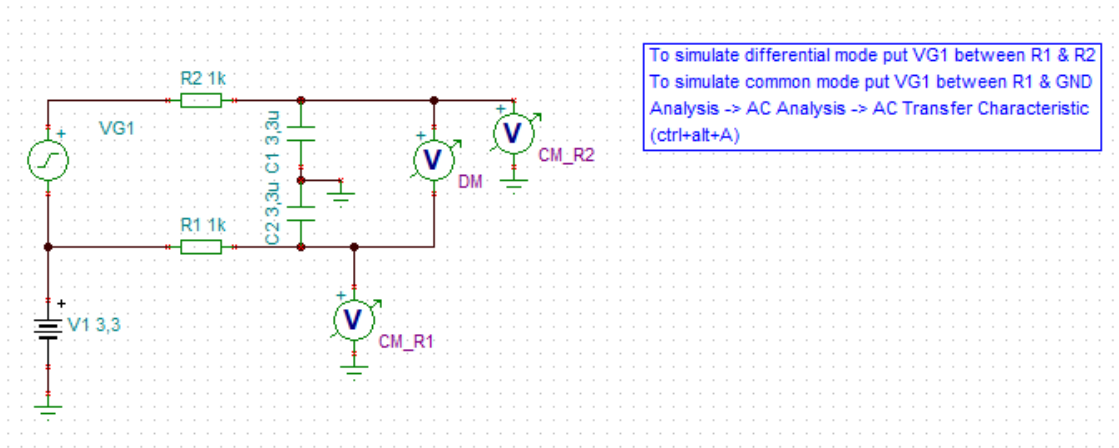 To simulate differential mode put VG1 between R1 & R2
To simulate common mode put VG1 between R1 & GND
Analysis -> AC Analysis -> AC Transfer Characteristic
(ctrl+alt+A)
R2 1k
+
VG1
+
C1 3,3u
+
V
DM
+
V
CM_R2
C2 3,3u
R1 1k
+
V1 3,3
+
V
CM_R1